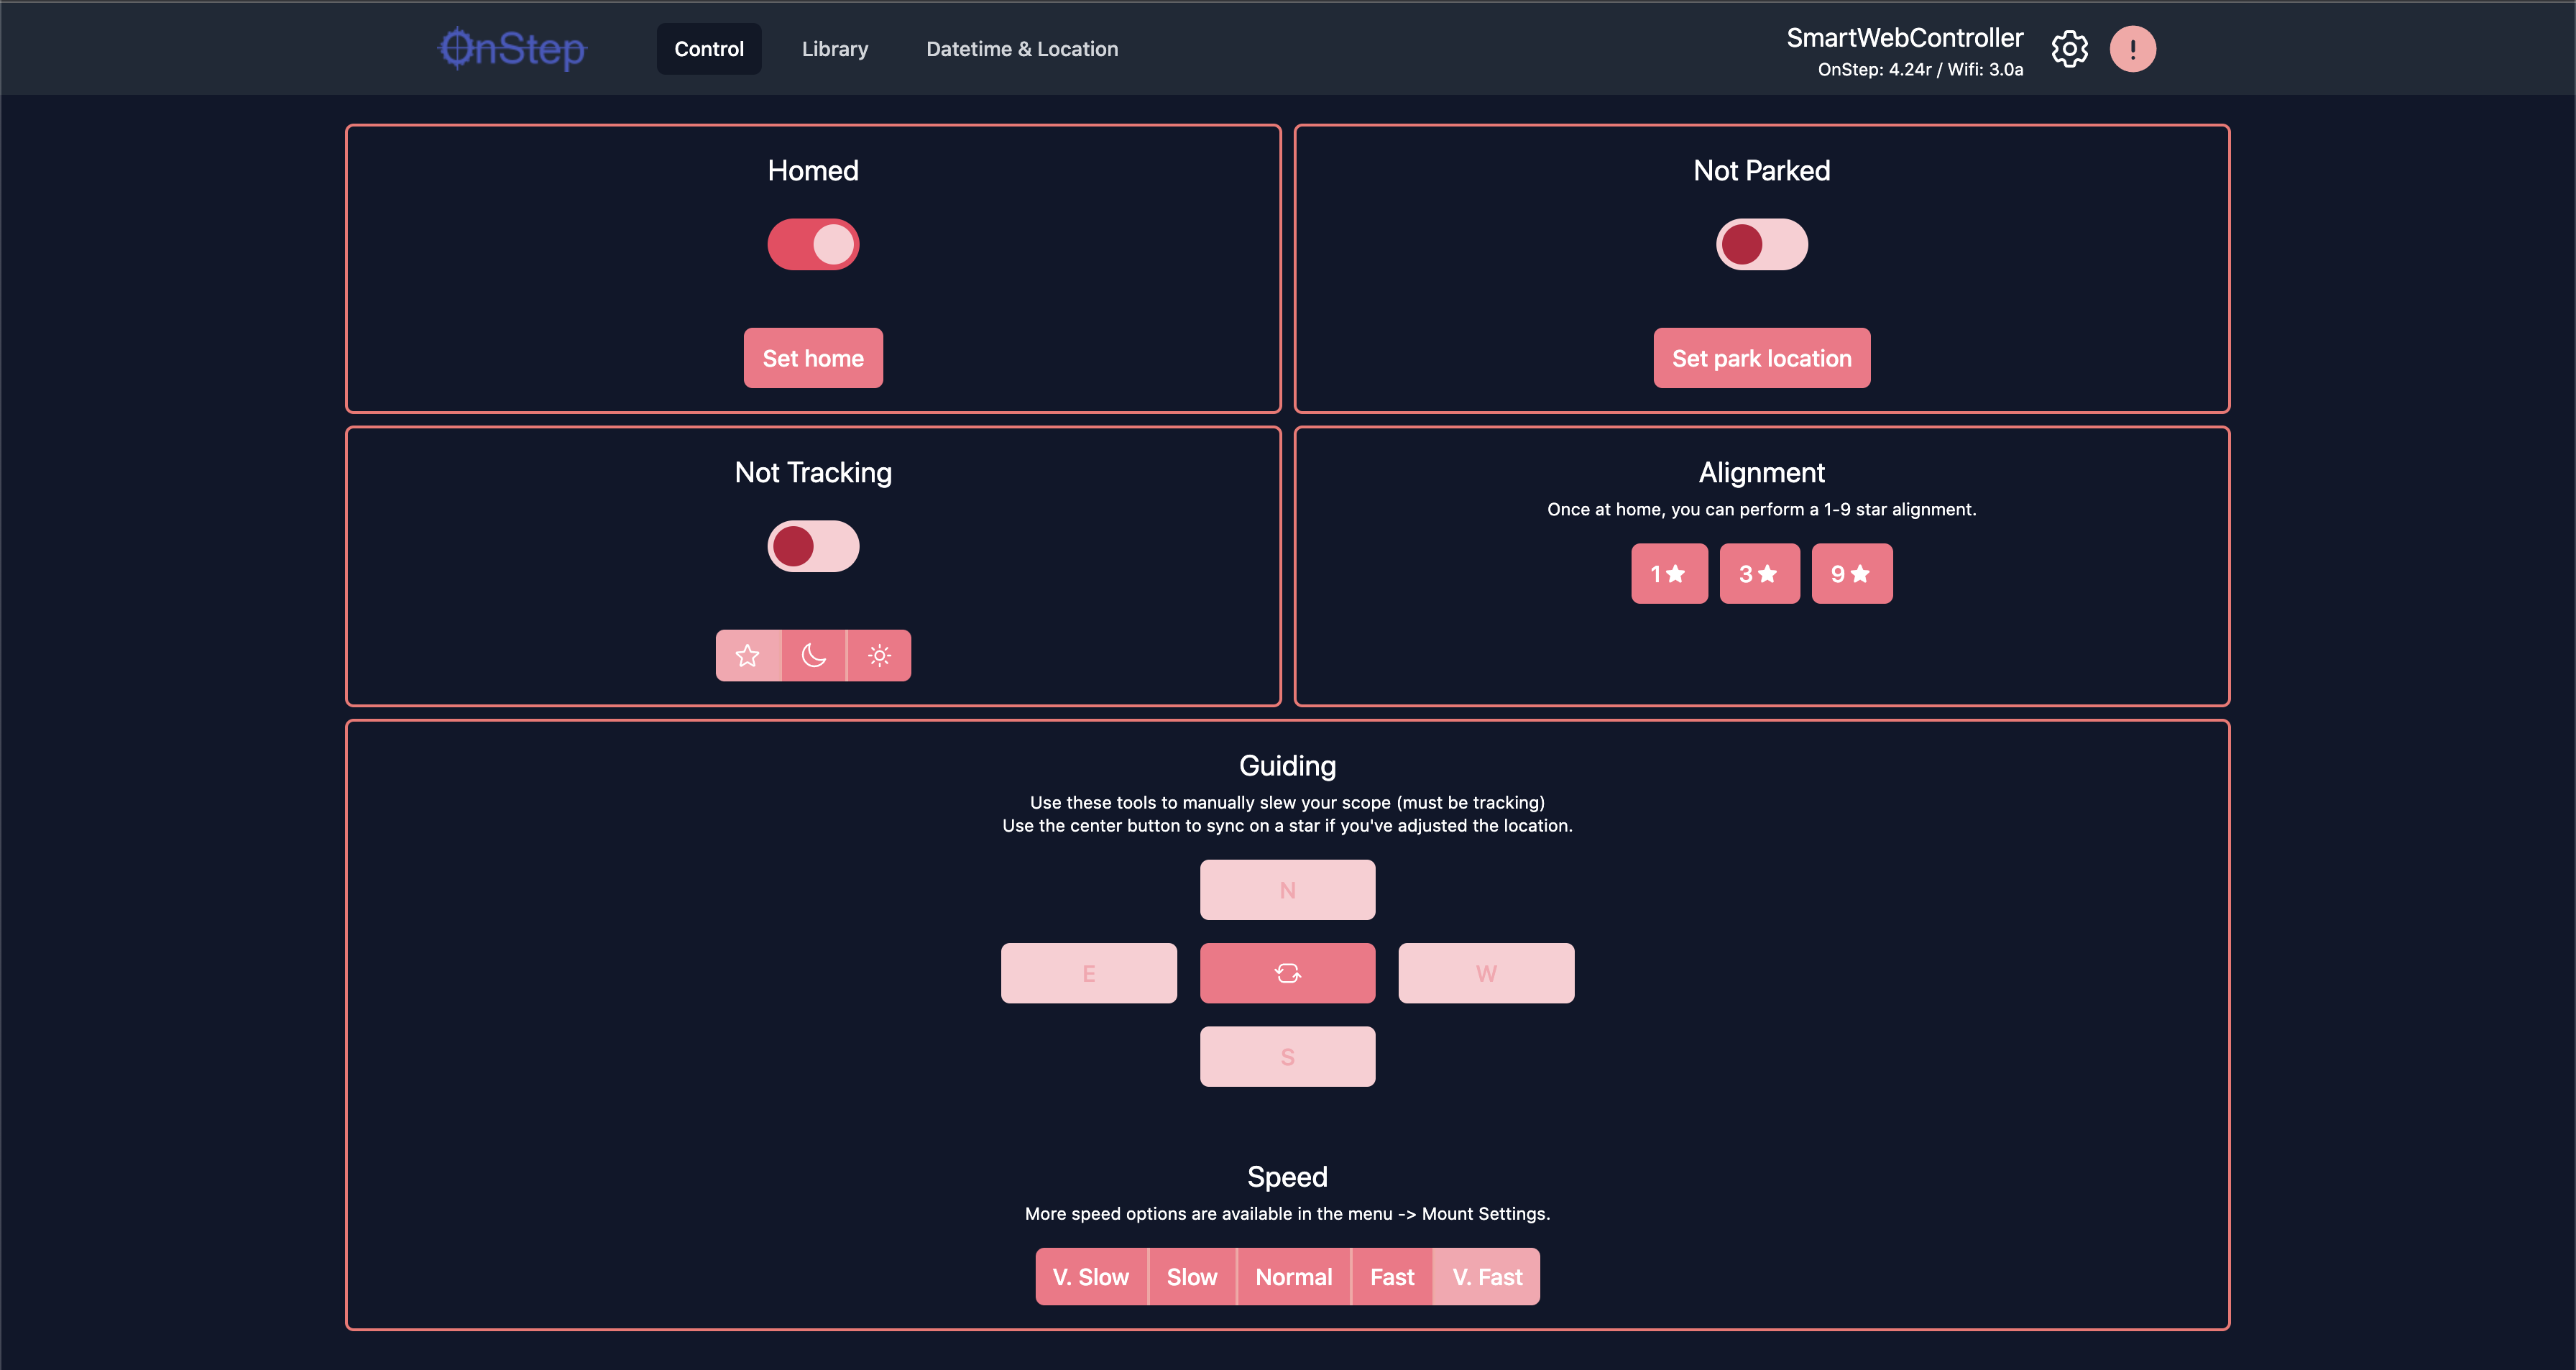 OnStep
Control
Library
Datetime & Location
SmartWebController
OnStep: 4.24r / Wifi: 3.0a
!
Homed
Set home
Not Parked
Set park location
Not Tracking
Alignment
Once at home, you can perform a 1-9 star alignment.
1
3
9
Guiding
Use these tools to manually slew your scope (must be tracking)
Use the center button to sync on a star if you've adjusted the location.
N
E
W
S
Speed
More speed options are available in the menu -> Mount Settings.
V. Slow
Slow
Normal
Fast
V. Fast